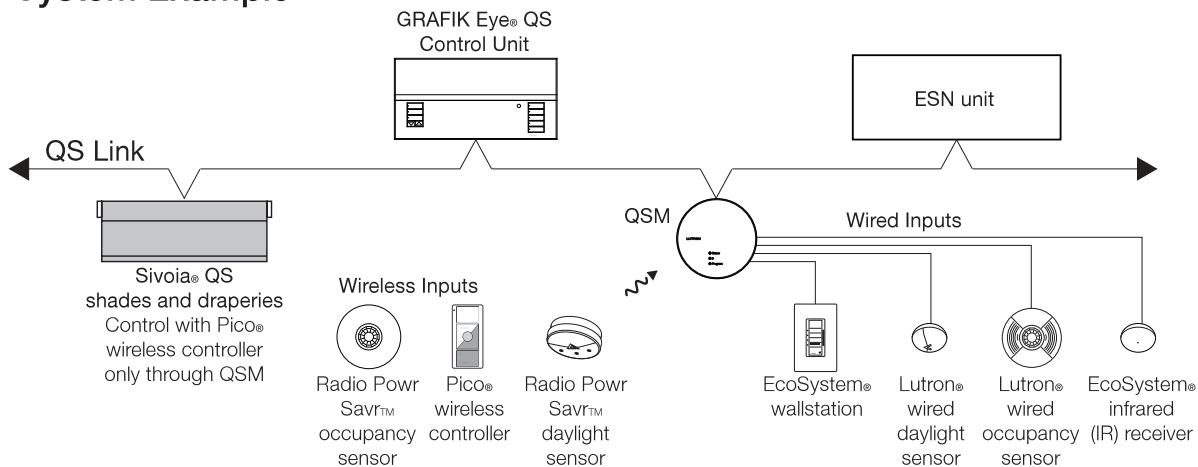 GRAFIK Eye® QS
Control Unit
ESN unit
QS Link
QSM
Wired Inputs
LUTRON
Sivoia® QS
shades and draperies
Control with Pico®
wireless controller
only through QSM
Wireless Inputs
Radio Powr
Savr™
occupancy
sensor
Pico®
wireless
controller
Radio Powr
Savr™
daylight
sensor
EcoSystem®
wallstation
Lutron®
wired
daylight
sensor
Lutron®
wired
occupancy
sensor
EcoSystem®
infrared
(IR) receiver